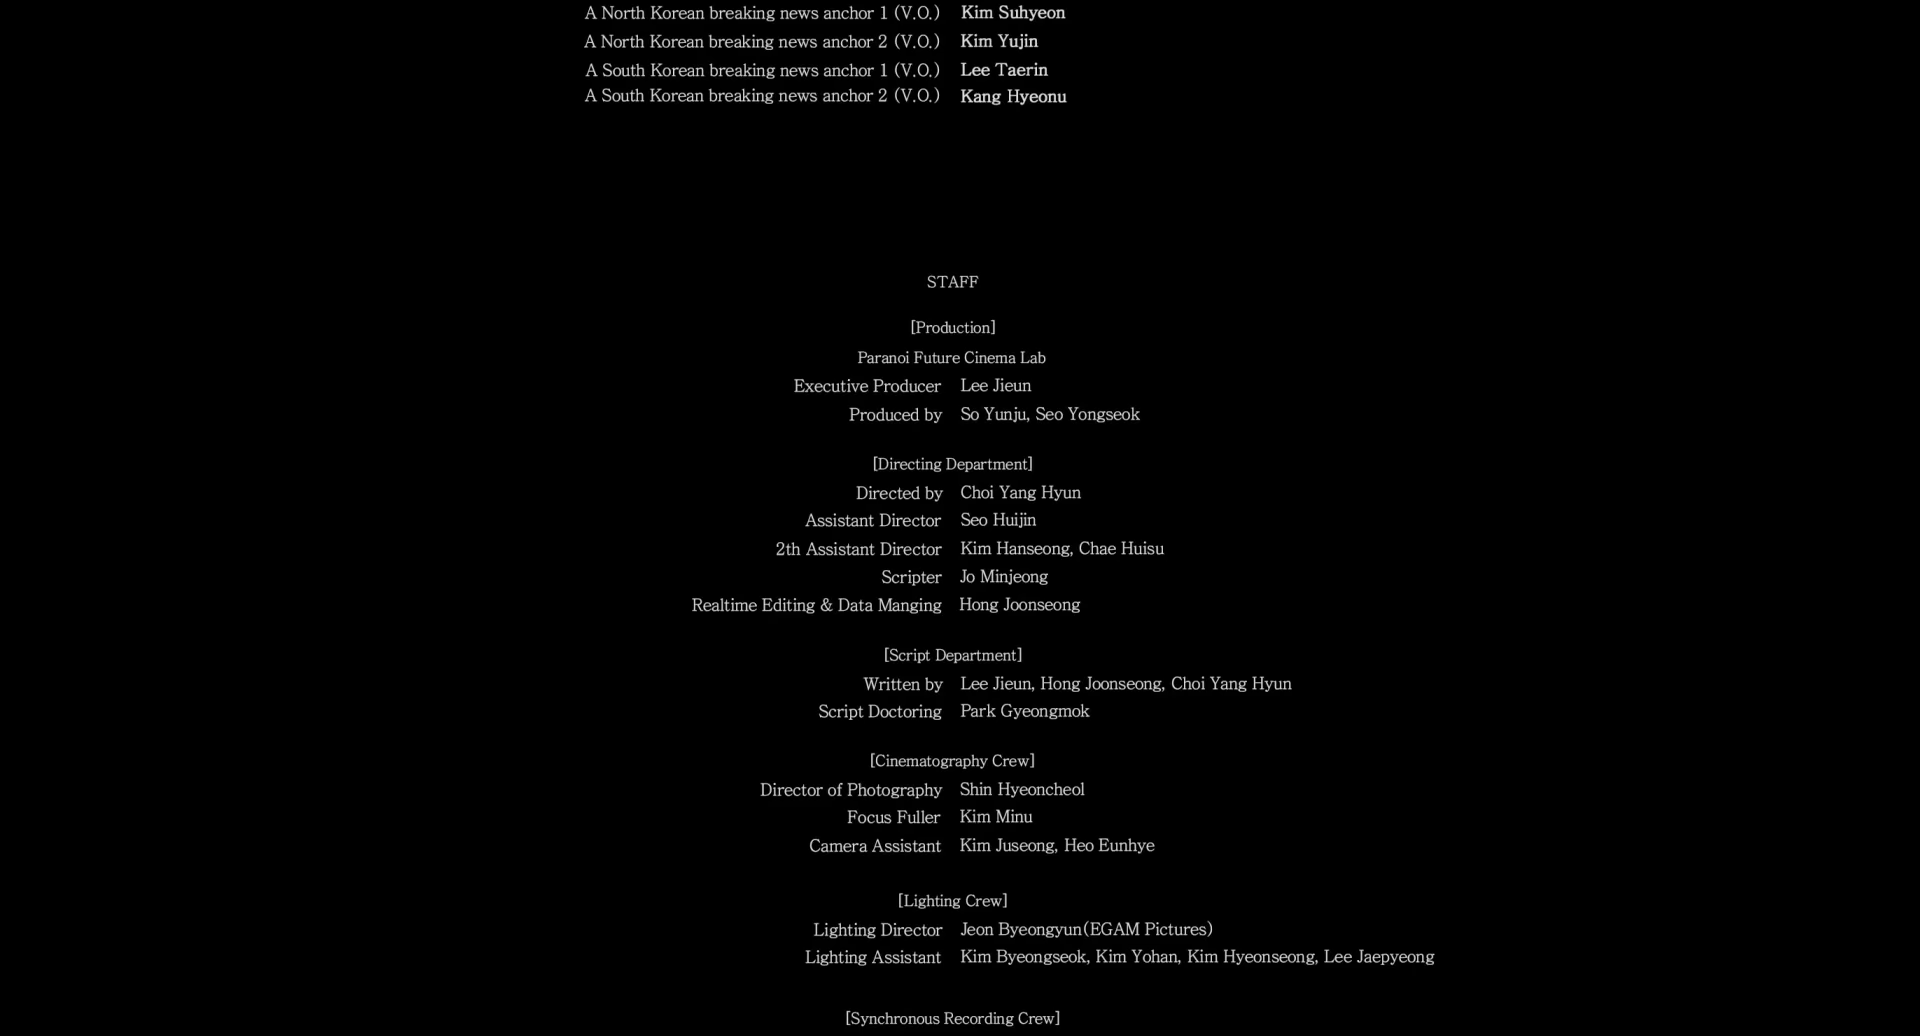 A North Korean breaking news anchor 1 (V.O.) Kim Suhyeon
A North Korean breaking news anchor 2 (V.O.) Kim Yujin
A South Korean breaking news anchor 1 (V.O.) Lee Taerin
A South Korean breaking news anchor 2 (V.O.) Kang Hyeonu
STAFF
[Production]
Paranoi Future Cinema Lab
Executive Producer Lee Jieun
Produced by So Yunju, Seo Yongseok
[Directing Department]
Directed by Choi Yang Hyun
Assistant Director Seo Huijin
2th Assistant Director Kim Hanseong, Chae Huisu
Scripter Jo Minjeong
Realtime Editing & Data Manging Hong Joonseong
[Script Department]
Written by Lee Jieun, Hong Joonseong, Choi Yang Hyun
Script Doctoring Park Gyeongmok
[Cinematography Crew]
Director of Photography Shin Hyeoncheol
Focus Fuller Kim Minu
Camera Assistant Kim Juseong, Heo Eunhye
[Lighting Crew]
Lighting Director Jeon Byeongyun(EGAM Pictures)
Lighting Assistant Kim Byeongseok, Kim Yohan, Kim Hyeonseong, Lee Jaepyeong
[Synchronous Recording Crew]